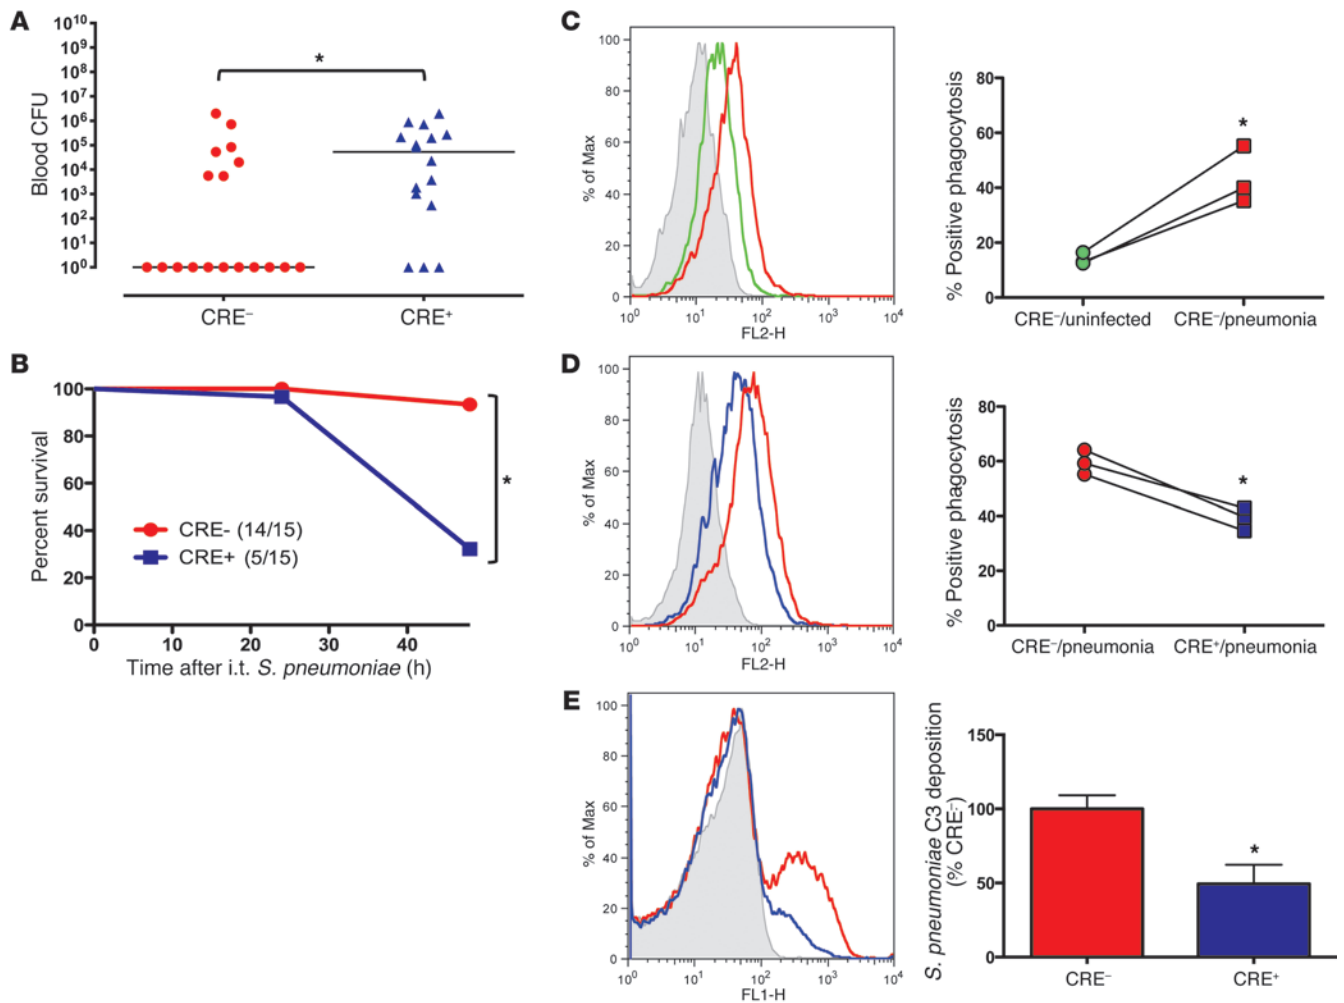 A
10¹⁰
10⁹
10⁸
10⁷
10⁶
10⁵
10⁴
10³
10²
10¹
10⁰
Blood CFU
*
CRE⁻
CRE⁺
B
100
80
60
40
20
0
Percent survival
*
CRE- (14/15)
CRE+ (5/15)
0 10 20 30 40
Time after i.t. S. pneumoniae (h)
C
100
80
60
40
20
0
% of Max
10⁰ 10¹ 10² 10³ 10⁴
FL2-H
80
60
40
20
0
% Positive phagocytosis
*
CRE⁻/uninfected CRE⁻/pneumonia
D
100
80
60
40
20
0
% of Max
10⁰ 10¹ 10² 10³ 10⁴
FL2-H
80
60
40
20
0
% Positive phagocytosis
*
CRE⁻/pneumonia CRE⁺/pneumonia
E
100
80
60
40
20
0
% of Max
10⁰ 10¹ 10² 10³ 10⁴
FL1-H
150
100
50
0
S. pneumoniae C3 deposition
(% CRE⁻)
*
CRE⁻ CRE⁺